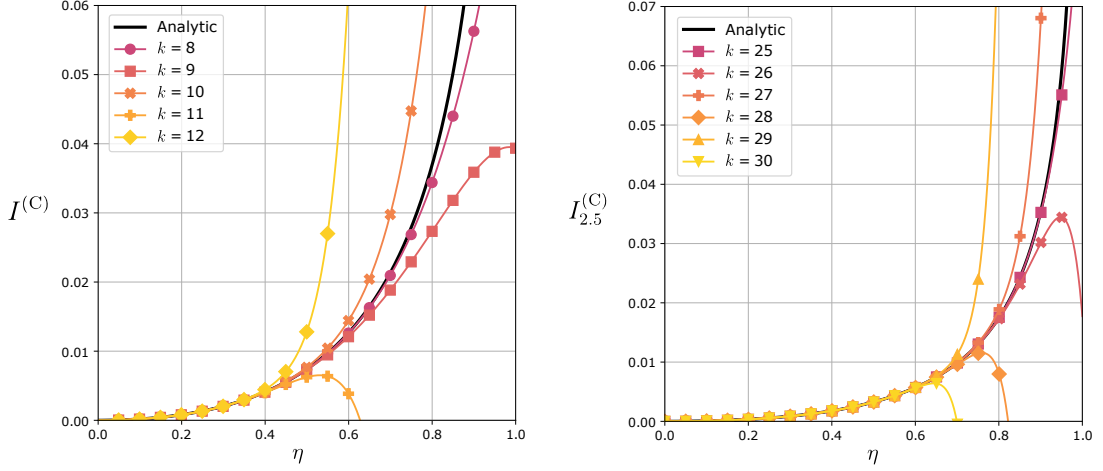 0.06
0.05
0.04
0.03
0.02
0.01
0.00
I^(C)
Analytic
k = 8
k = 9
k = 10
k = 11
k = 12
0.0 0.2 0.4 0.6 0.8 1.0
η
0.07
0.06
0.05
0.04
0.03
0.02
0.01
0.00
I_2.5^(C)
Analytic
k = 25
k = 26
k = 27
k = 28
k = 29
k = 30
0.0 0.2 0.4 0.6 0.8 1.0
η